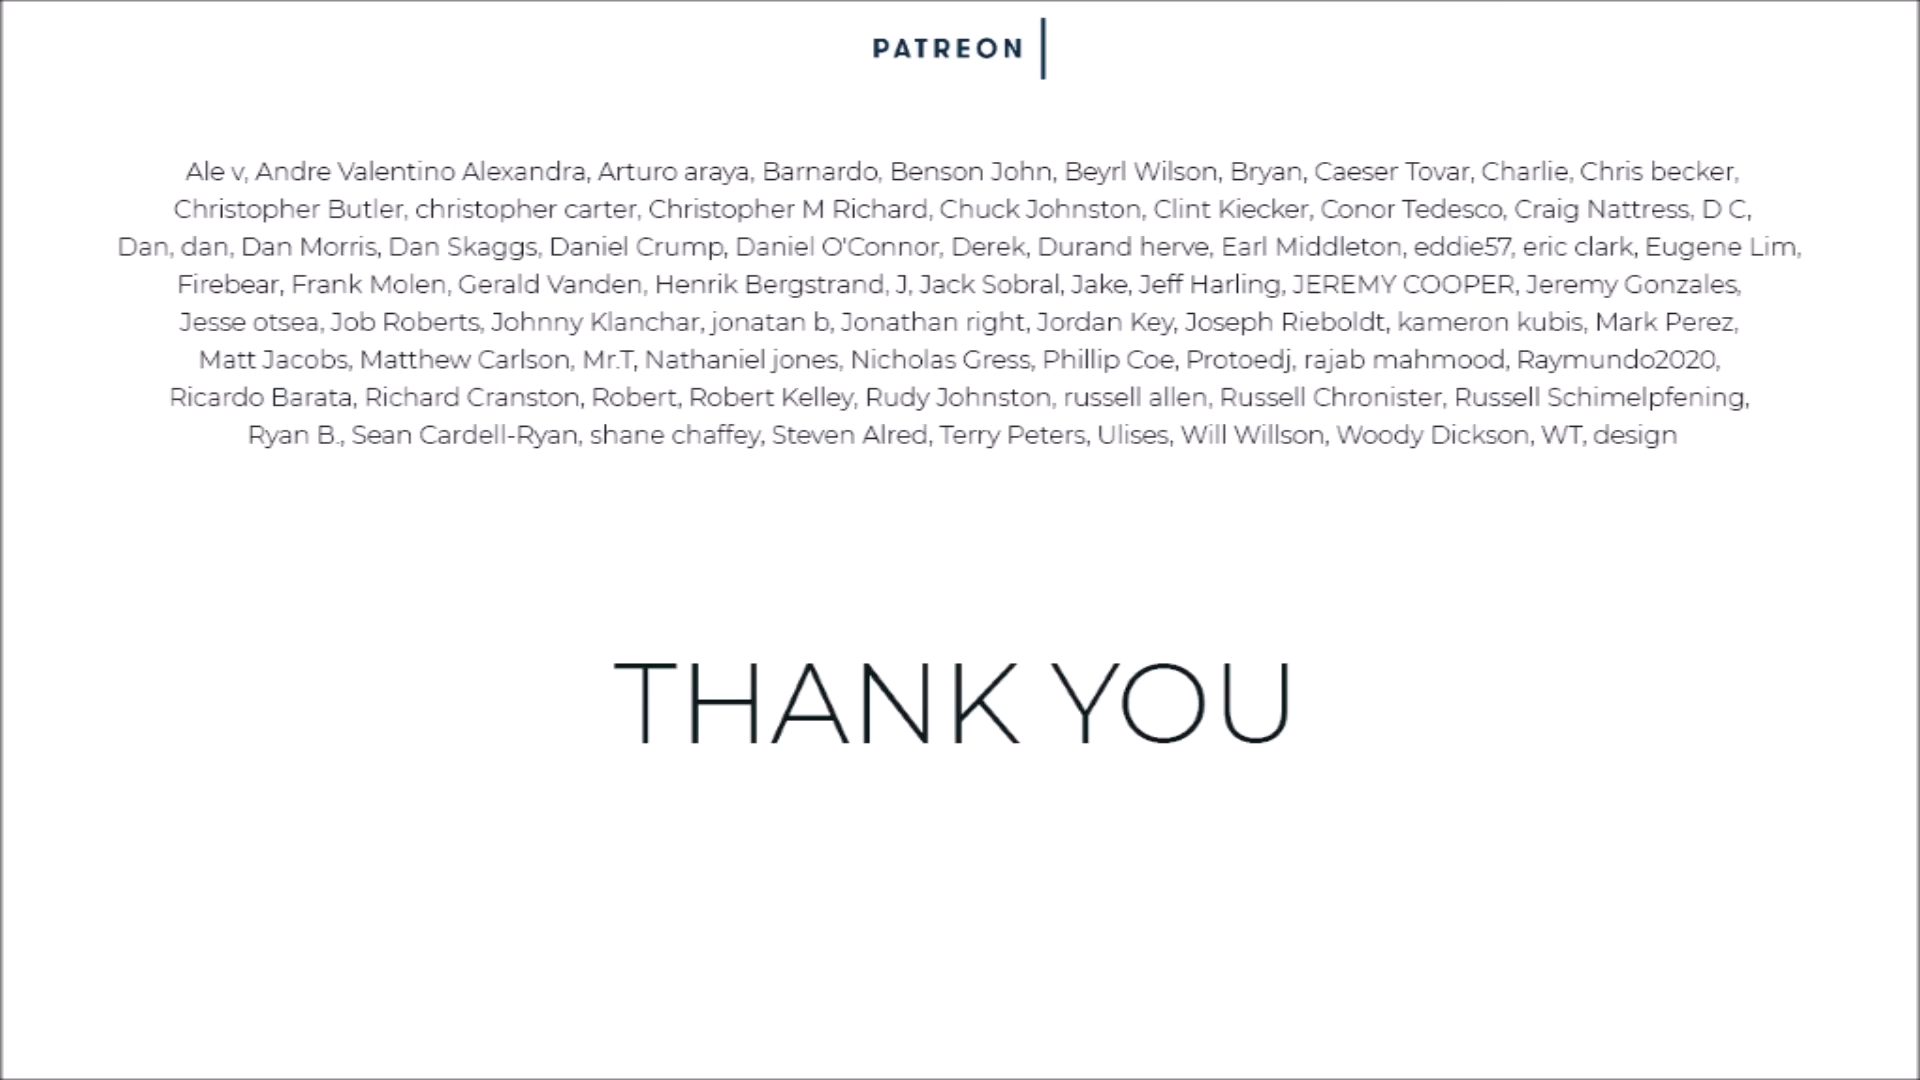 PATREON
Ale v, Andre Valentino Alexandra, Arturo araya, Barnardo, Benson John, Beyrl Wilson, Bryan, Caeser Tovar, Charlie, Chris becker,
Christopher Butler, christopher carter, Christopher M Richard, Chuck Johnston, Clint Kiecker, Conor Tedesco, Craig Nattress, D C,
Dan, dan, Dan Morris, Dan Skaggs, Daniel Crump, Daniel O'Connor, Derek, Durand herve, Earl Middleton, eddie57, eric clark, Eugene Lim,
Firebear, Frank Molen, Gerald Vanden, Henrik Bergstrand, J, Jack Sobral, Jake, Jeff Harling, JEREMY COOPER, Jeremy Gonzales,
Jesse otsea, Job Roberts, Johnny Klanchar, jonatan b, Jonathan right, Jordan Key, Joseph Rieboldt, kameron kubis, Mark Perez,
Matt Jacobs, Matthew Carlson, Mr.T, Nathaniel jones, Nicholas Gress, Phillip Coe, Protoedj, rajab mahmood, Raymundo2020,
Ricardo Barata, Richard Cranston, Robert, Robert Kelley, Rudy Johnston, russell allen, Russell Chronister, Russell Schimelpfening,
Ryan B., Sean Cardell-Ryan, shane chaffey, Steven Alred, Terry Peters, Ulises, Will Willson, Woody Dickson, WT, design
THANK YOU